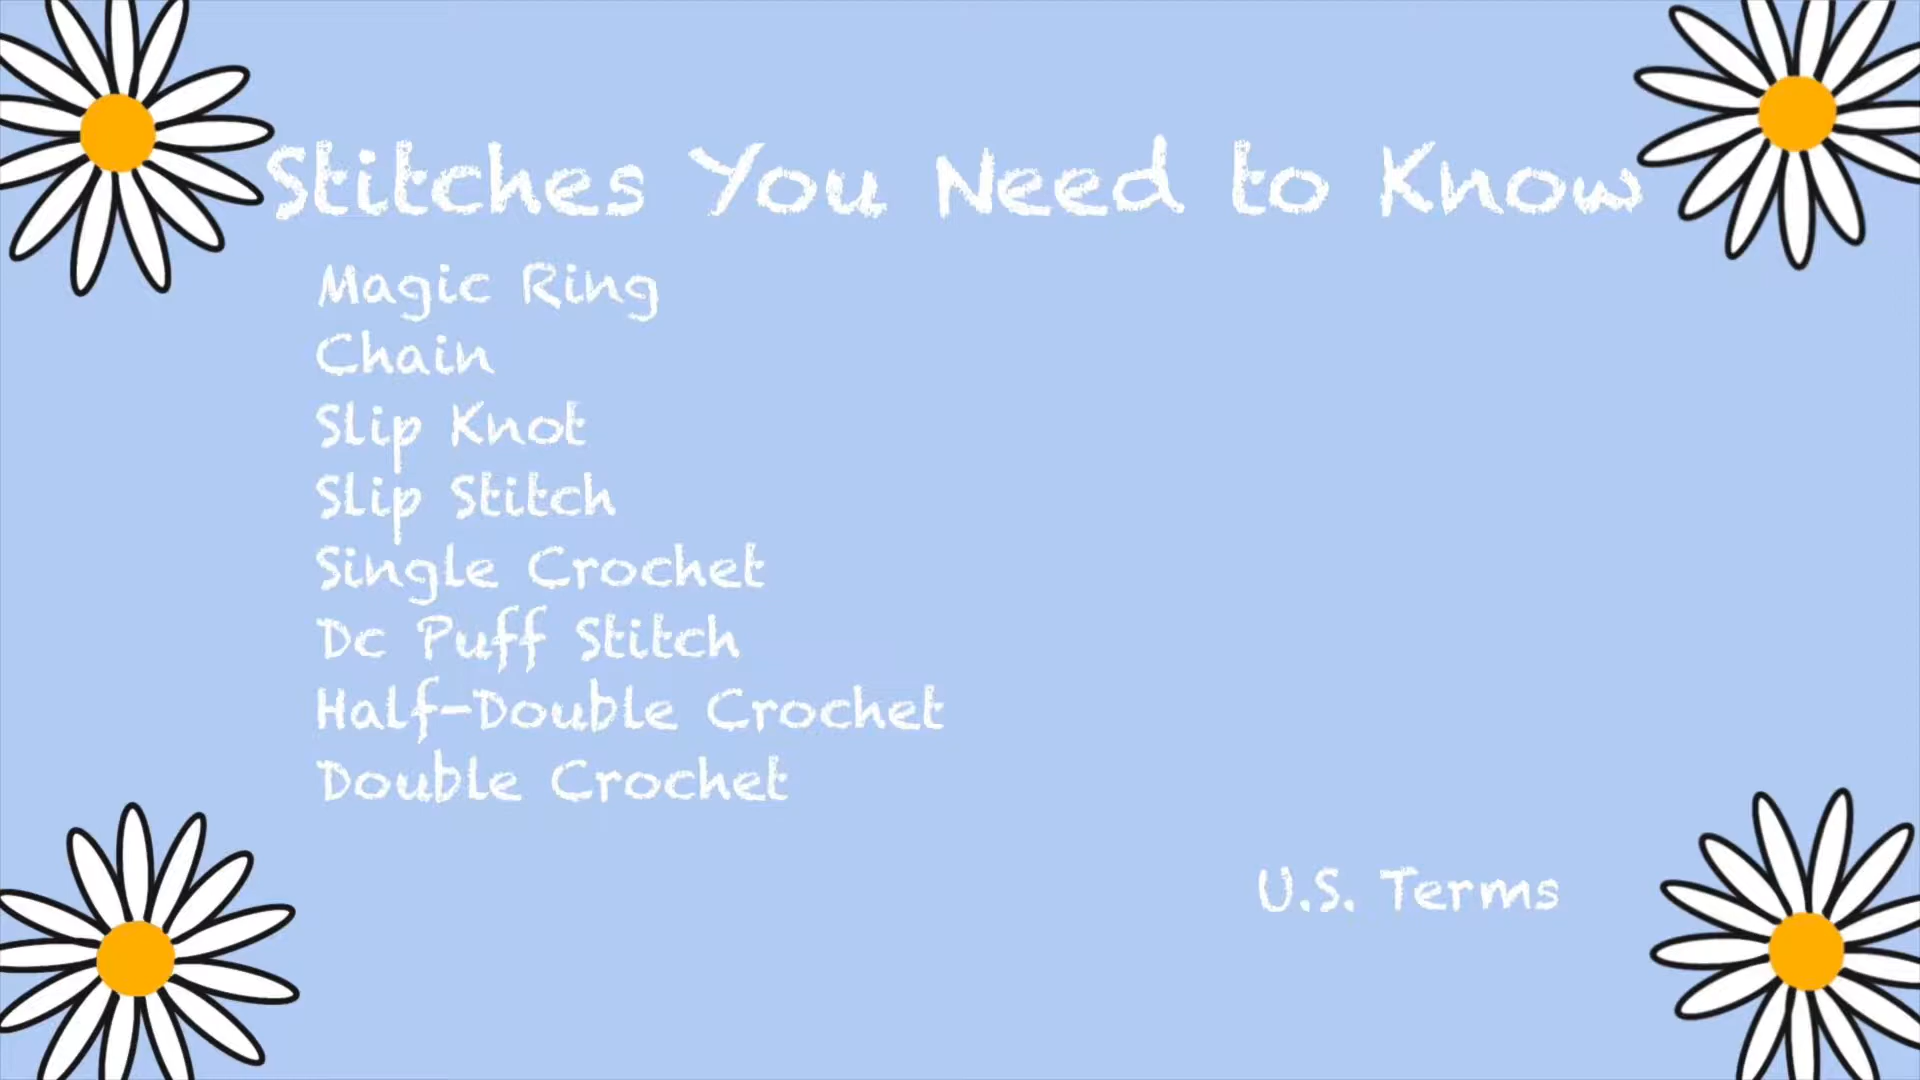 Stitches You Need to Know
Magic Ring
Chain
Slip Knot
Slip Stitch
Single Crochet
Dc Puff Stitch
Half-Double Crochet
Double Crochet
U.S. Terms